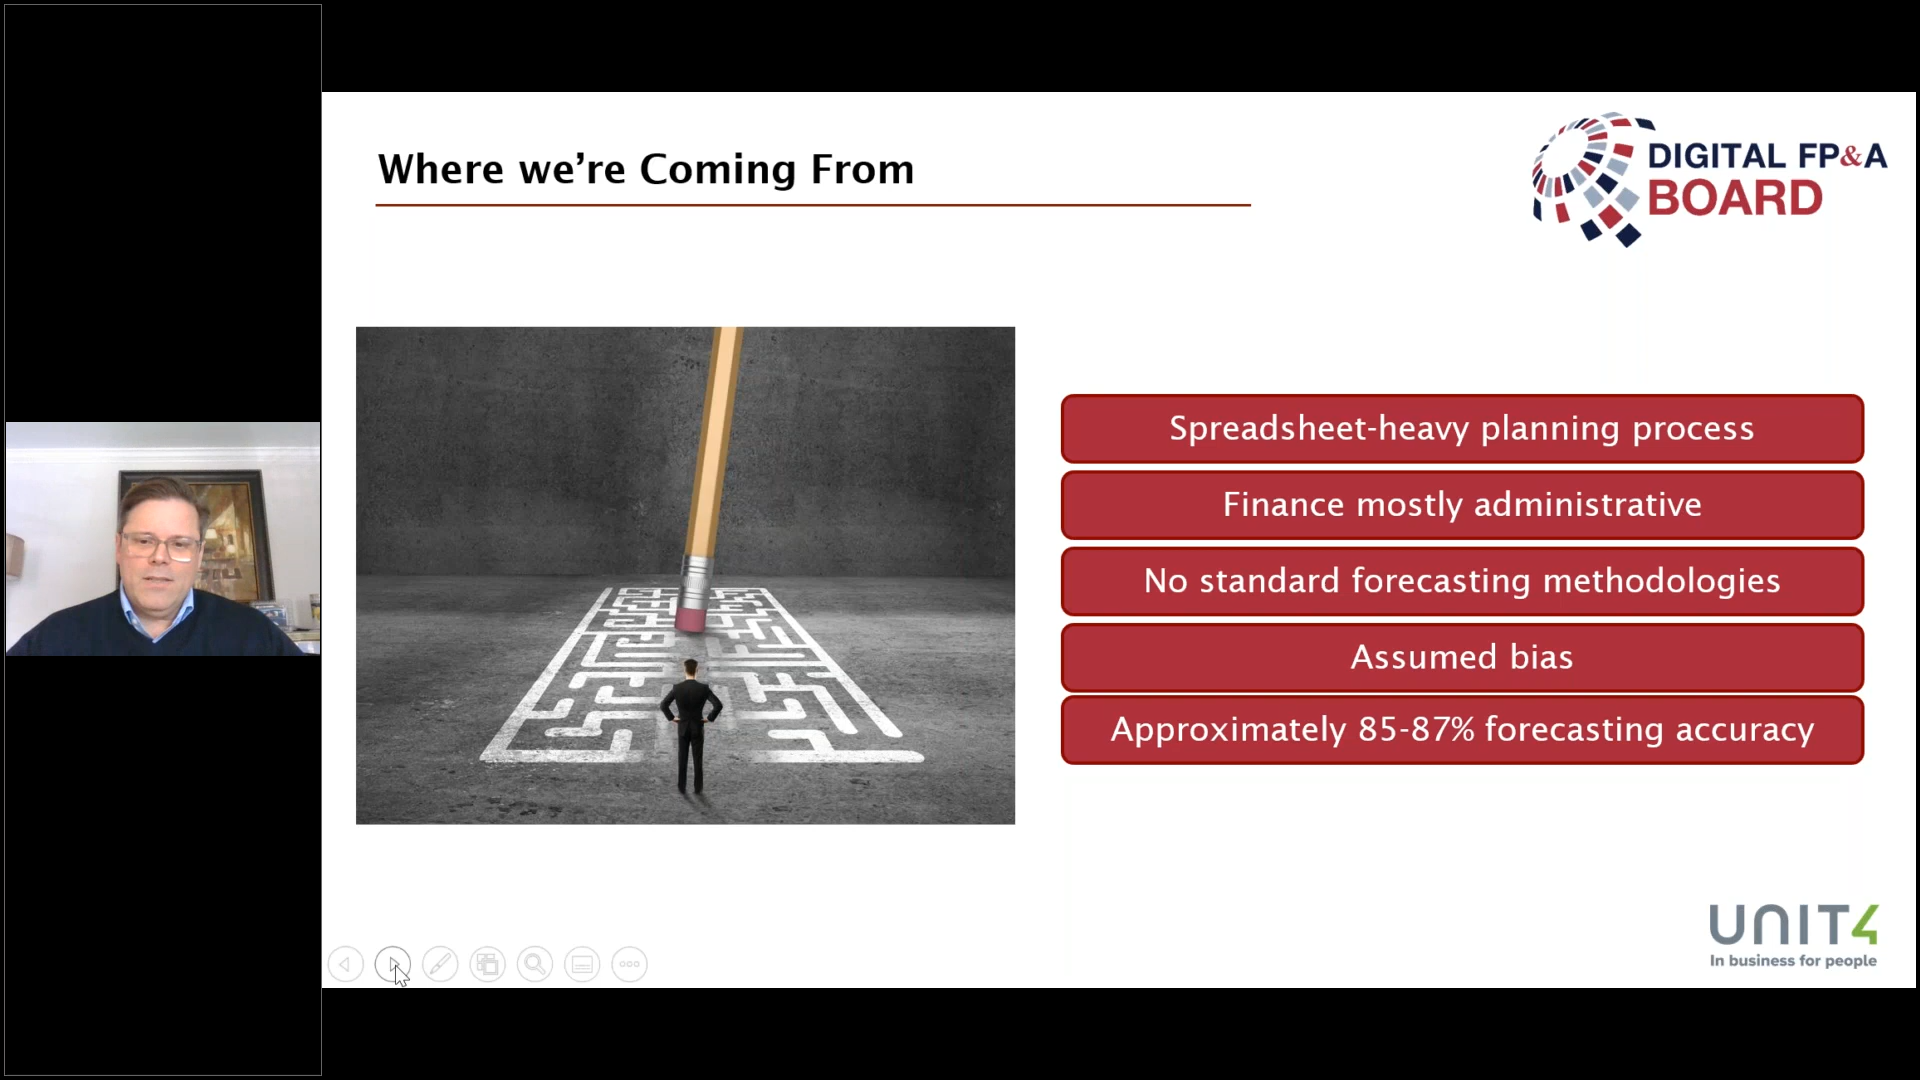 Where we’re Coming From
DIGITAL FP&A
BOARD
Spreadsheet-heavy planning process
Finance mostly administrative
No standard forecasting methodologies
Assumed bias
Approximately 85-87% forecasting accuracy
UNIT4
In business for people